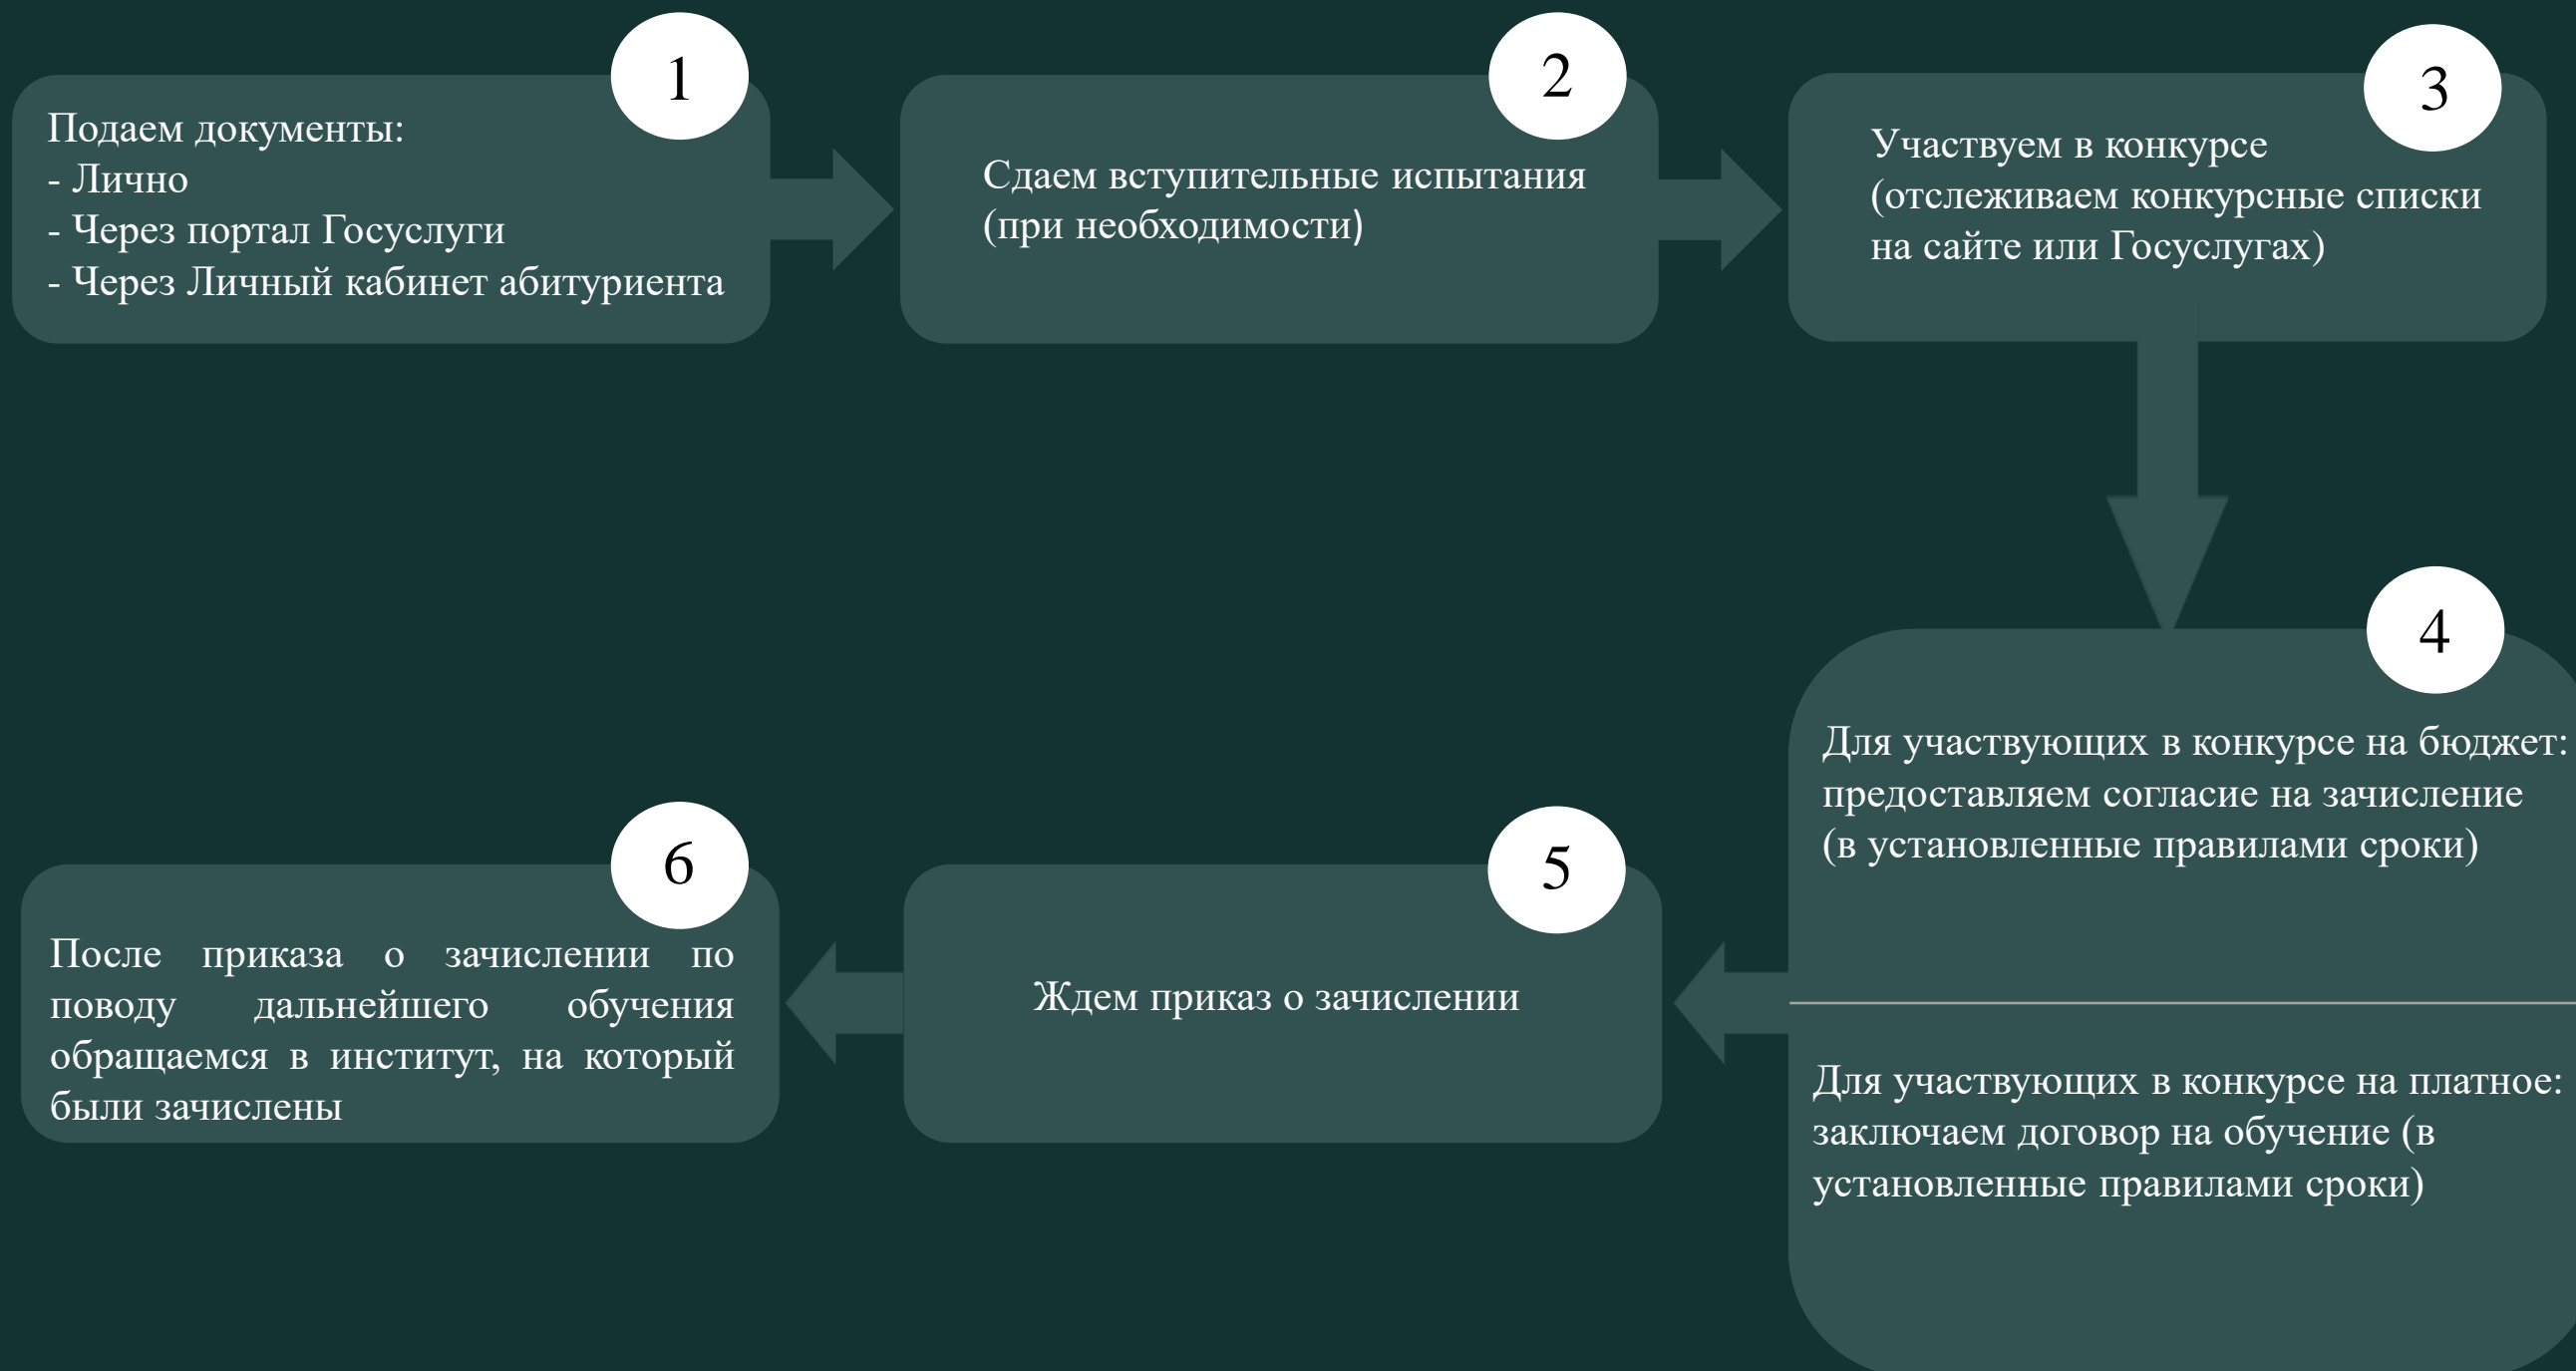 1
Подаем документы:
- Лично
- Через портал Госуслуги
- Через Личный кабинет абитуриента
2
Сдаем вступительные испытания
(при необходимости)
3
Участвуем в конкурсе
(отслеживаем конкурсные списки
на сайте или Госуслугах)
4
Для участвующих в конкурсе на бюджет:
предоставляем согласие на зачисление
(в установленные правилами сроки)
Для участвующих в конкурсе на платное:
заключаем договор на обучение (в
установленные правилами сроки)
5
Ждем приказ о зачислении
6
После приказа о зачислении по
поводу дальнейшего обучения
обращаемся в институт, на который
были зачислены